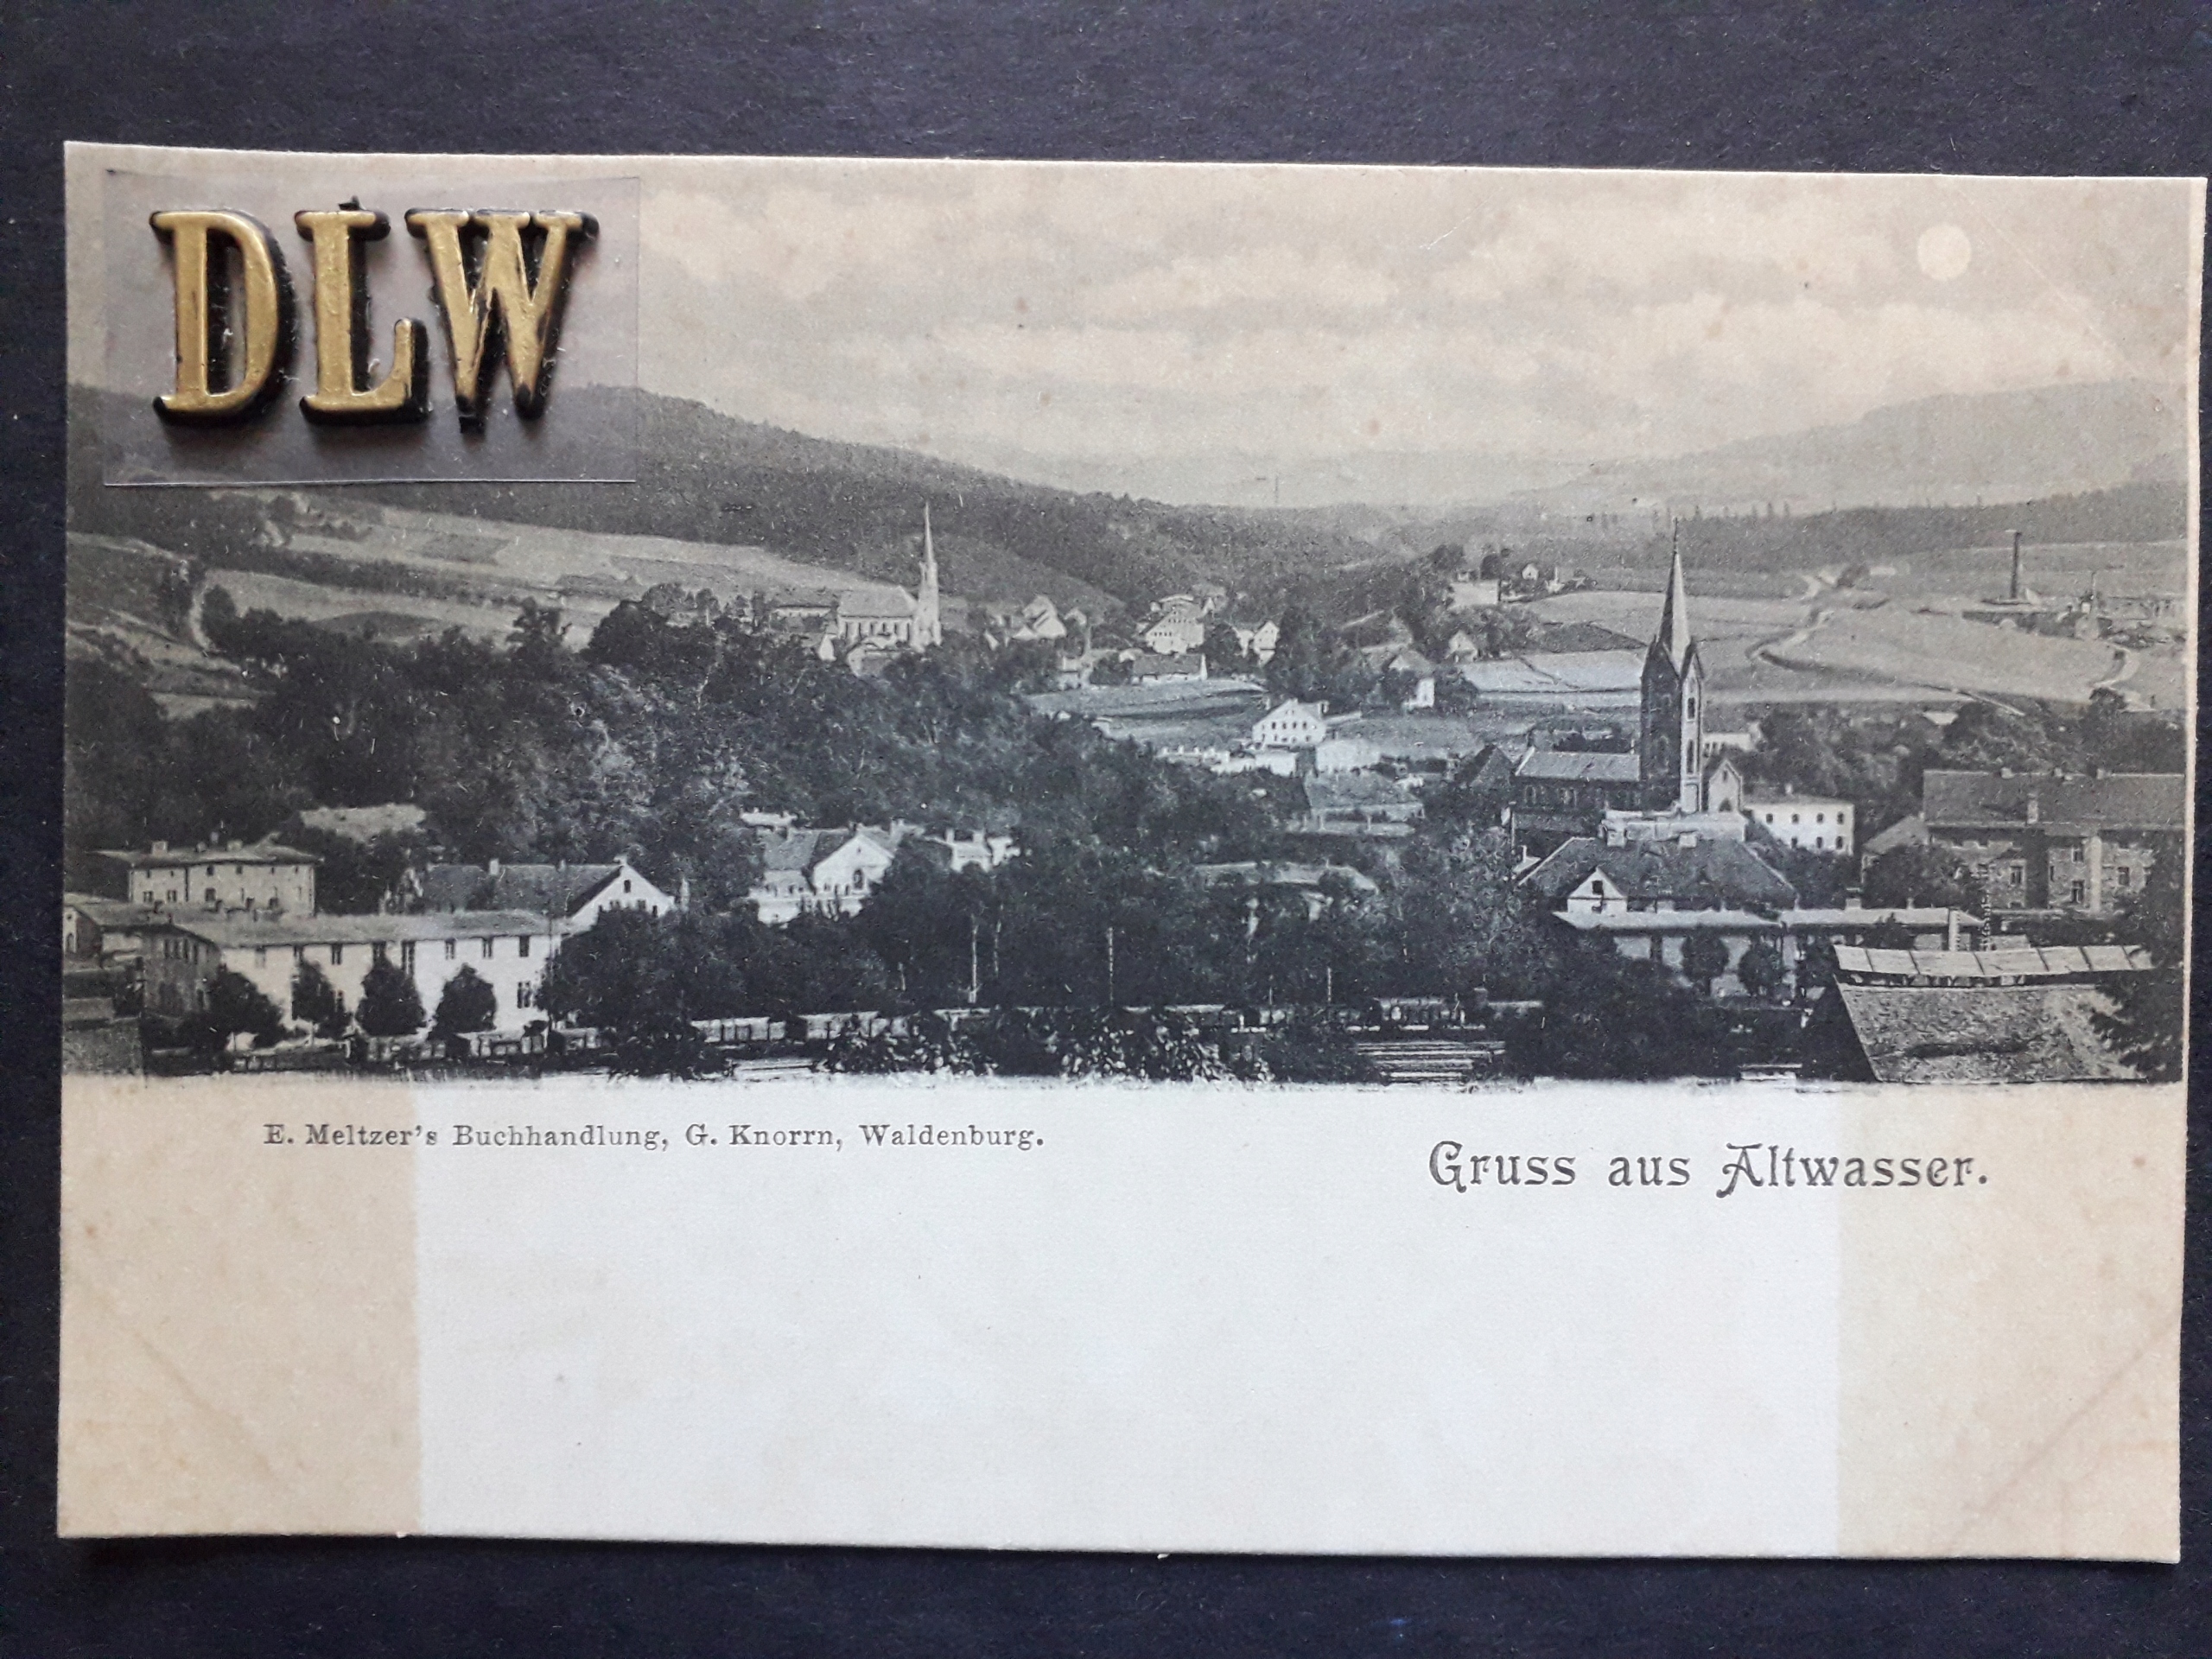 DLW
E. Meltzer's Buchhandlung, G. Knorrn, Waldenburg.
Gruss aus Altwasser.